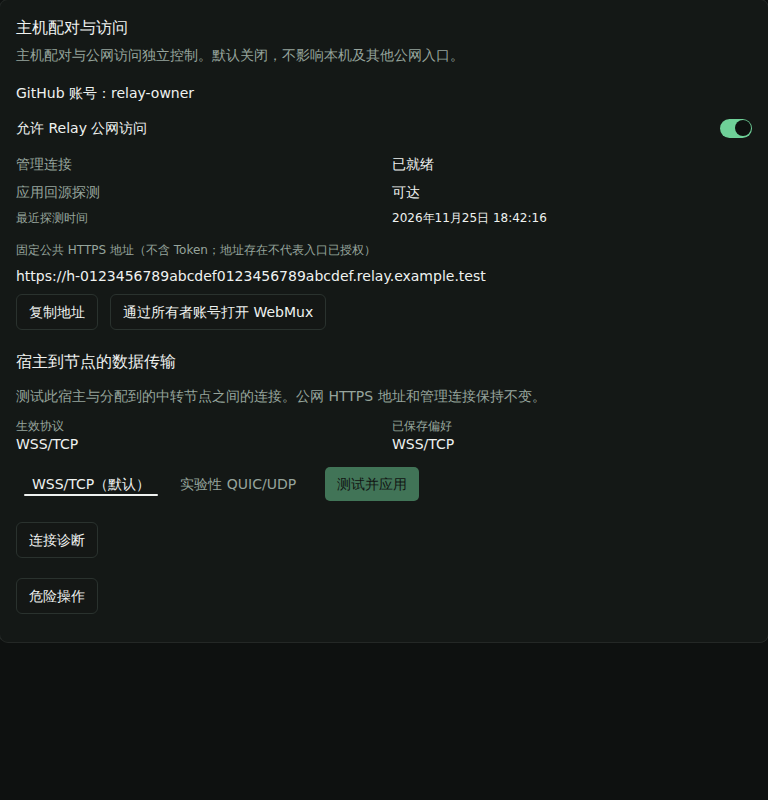 主机配对与访问
主机配对与公网访问独立控制。默认关闭，不影响本机及其他公网入口。
GitHub 账号：relay-owner
允许 Relay 公网访问
管理连接 已就绪
应用回源探测 可达
最近探测时间 2026年11月25日 18:42:16
固定公共 HTTPS 地址（不含 Token；地址存在不代表入口已授权）
https://h-0123456789abcdef0123456789abcdef.relay.example.test
复制地址 通过所有者账号打开 WebMux
宿主到节点的数据传输
测试此宿主与分配到的中转节点之间的连接。公网 HTTPS 地址和管理连接保持不变。
生效协议 已保存偏好
WSS/TCP WSS/TCP
WSS/TCP（默认） 实验性 QUIC/UDP 测试并应用
连接诊断
危险操作